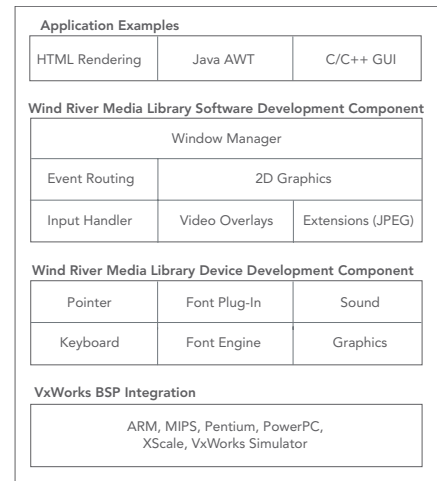 Application Examples
HTML Rendering
Java AWT
C/C++ GUI
Wind River Media Library Software Development Component
Window Manager
Event Routing
2D Graphics
Input Handler
Video Overlays
Extensions (JPEG)
Wind River Media Library Device Development Component
Pointer
Font Plug-In
Sound
Keyboard
Font Engine
Graphics
VxWorks BSP Integration
ARM, MIPS, Pentium, PowerPC,
XScale, VxWorks Simulator